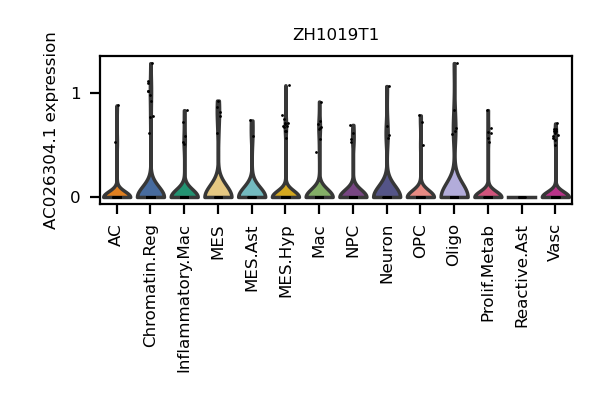 ZH1019T1
AC026304.1 expression
1
0
AC
Chromatin.Reg
Inflammatory.Mac
MES
MES.Ast
MES.Hyp
Mac
NPC
Neuron
OPC
Oligo
Prolif.Metab
Reactive.Ast
Vasc